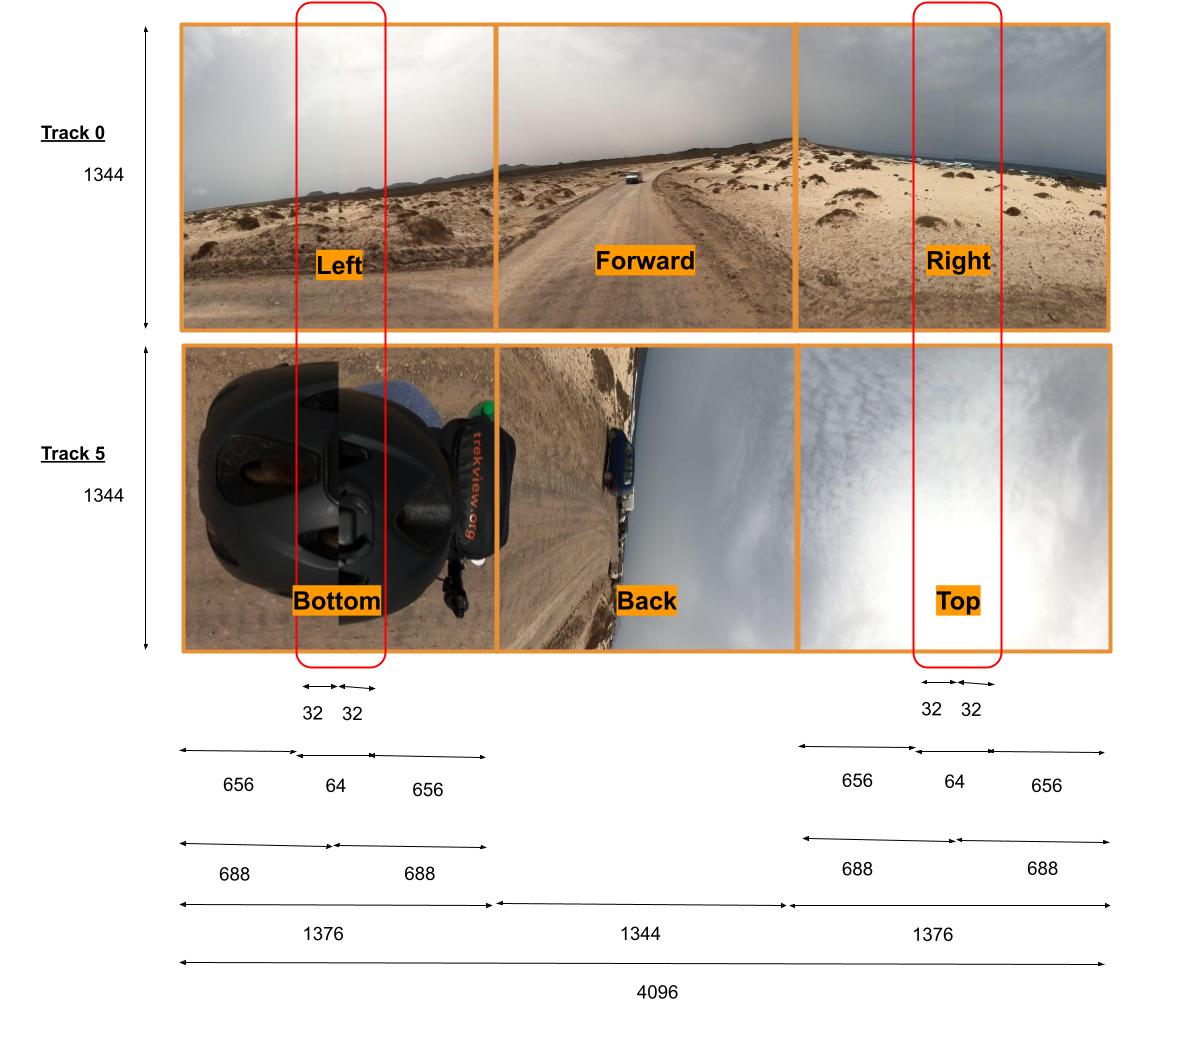 Track 0
1344
Left
Forward
Right
Track 5
1344
trekview.org
Bottom
Back
Top
32 32
32 32
656 64 656
656 64 656
688 688
688 688
1376 1344 1376
4096